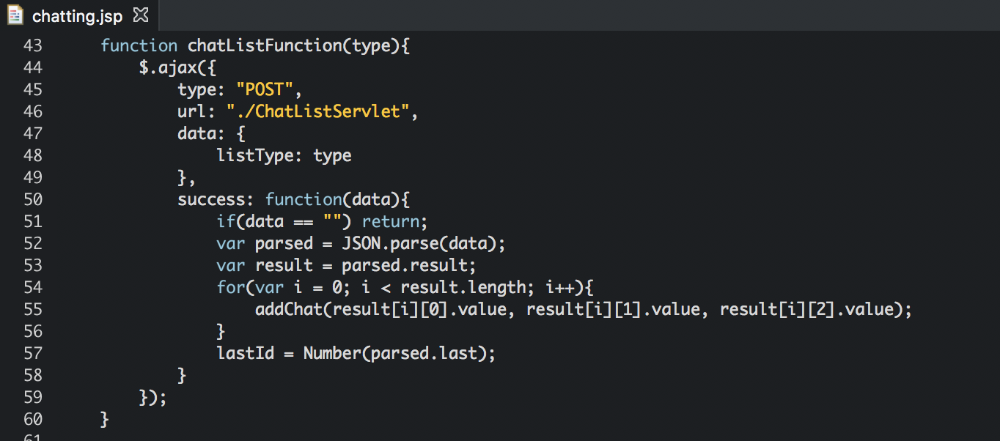 chatting.jsp
43 function chatListFunction(type){
44 $.ajax({
45 type: "POST",
46 url: "./ChatListServlet",
47 data: {
48 listType: type
49 },
50 success: function(data){
51 if(data == "") return;
52 var parsed = JSON.parse(data);
53 var result = parsed.result;
54 for(var i = 0; i < result.length; i++){
55 addChat(result[i][0].value, result[i][1].value, result[i][2].value);
56 }
57 lastId = Number(parsed.last);
58 }
59 });
60 }
61